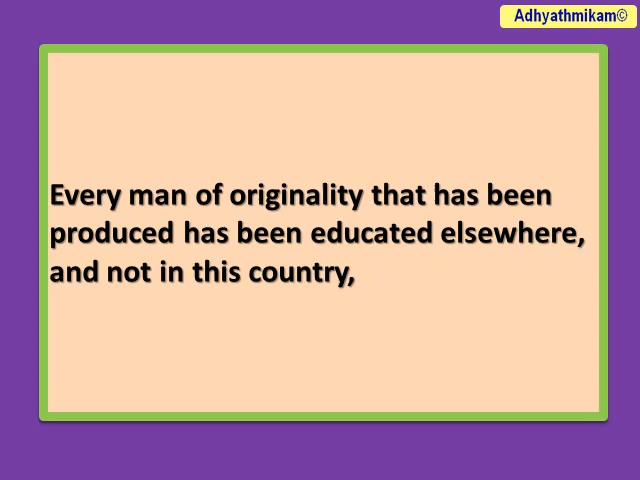 Adhyathmikam©
Every man of originality that has been
produced has been educated elsewhere,
and not in this country,